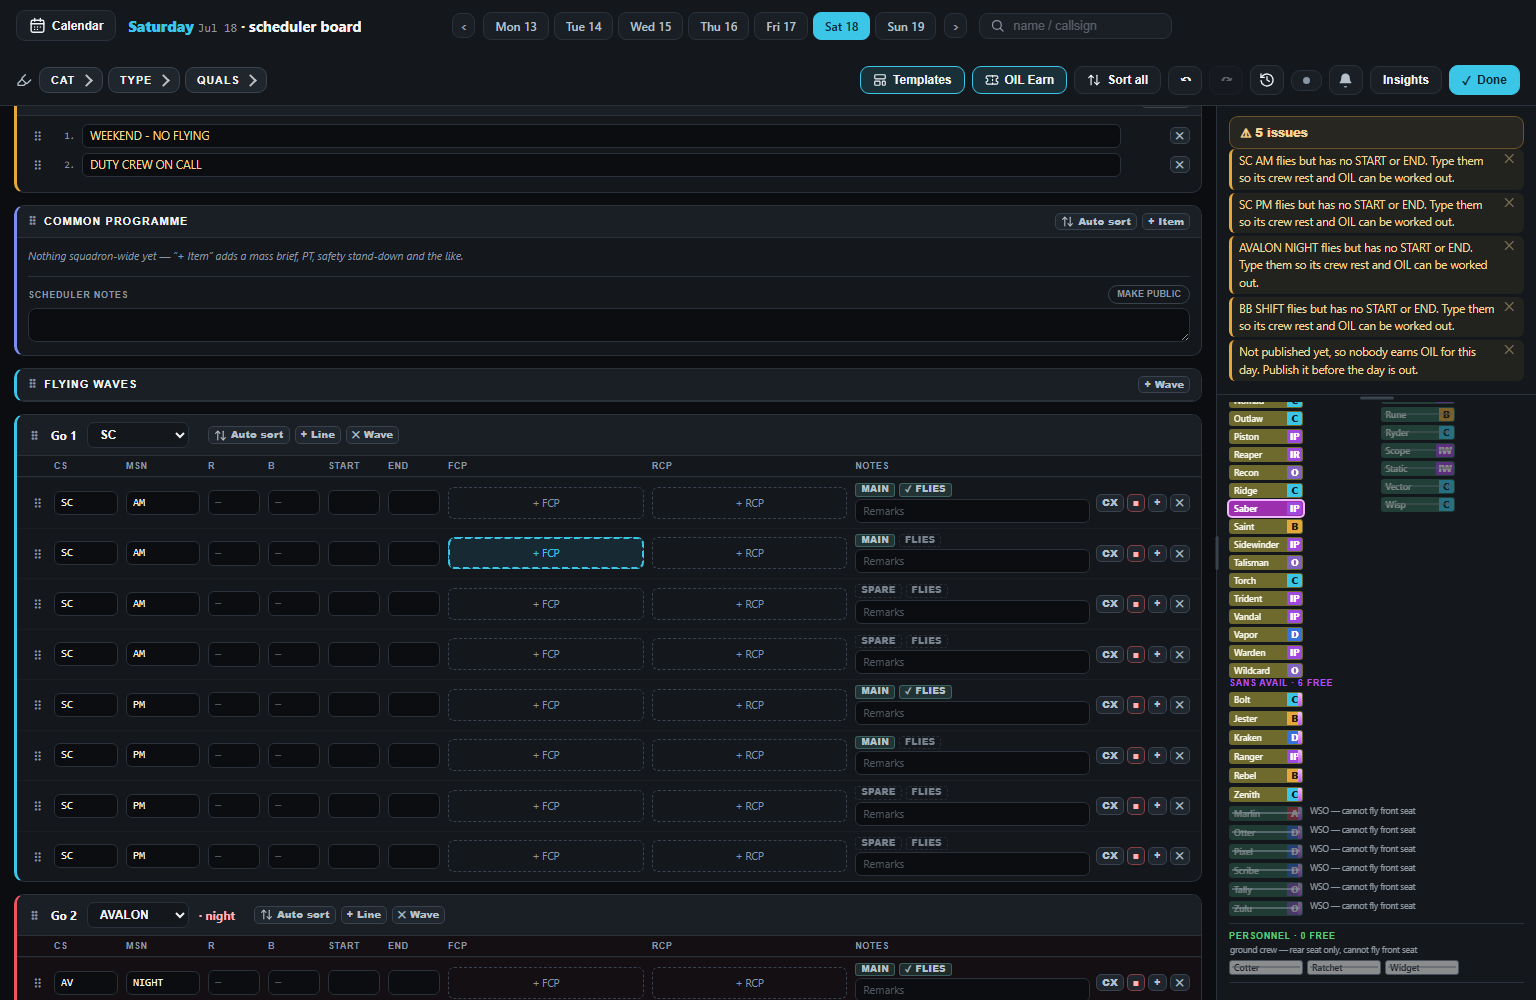 Calendar
Saturday Jul 18 · scheduler board
‹ Mon 13 Tue 14 Wed 15 Thu 16 Fri 17 Sat 18 Sun 19 ›
name / callsign
CAT TYPE QUALS
Templates OIL Earn Sort all Insights ✓ Done
1. WEEKEND - NO FLYING
2. DUTY CREW ON CALL
COMMON PROGRAMME
Auto sort + Item
Nothing squadron-wide yet — "+ Item" adds a mass brief, PT, safety stand-down and the like.
SCHEDULER NOTES
MAKE PUBLIC
FLYING WAVES
+ Wave
Go 1 SC Auto sort + Line ✕ Wave
CS MSN R B START END FCP RCP NOTES
SC AM – – + FCP + RCP MAIN ✓ FLIES Remarks CX ■ + ✕
SC AM – – + FCP + RCP MAIN FLIES Remarks CX ■ + ✕
SC AM – – + FCP + RCP SPARE FLIES Remarks CX ■ + ✕
SC AM – – + FCP + RCP SPARE FLIES Remarks CX ■ + ✕
SC PM – – + FCP + RCP MAIN ✓ FLIES Remarks CX ■ + ✕
SC PM – – + FCP + RCP MAIN FLIES Remarks CX ■ + ✕
SC PM – – + FCP + RCP SPARE FLIES Remarks CX ■ + ✕
SC PM – – + FCP + RCP SPARE FLIES Remarks CX ■ + ✕
Go 2 AVALON · night Auto sort + Line ✕ Wave
CS MSN R B START END FCP RCP NOTES
AV NIGHT – – + FCP + RCP MAIN ✓ FLIES Remarks CX ■ + ✕
⚠ 5 issues
SC AM flies but has no START or END. Type them
so its crew rest and OIL can be worked out.
SC PM flies but has no START or END. Type them
so its crew rest and OIL can be worked out.
AVALON NIGHT flies but has no START or END.
Type them so its crew rest and OIL can be worked
out.
BB SHIFT flies but has no START or END. Type them
so its crew rest and OIL can be worked out.
Not published yet, so nobody earns OIL for this
day. Publish it before the day is out.
Nomad C
Outlaw C
Piston IP
Reaper IR
Recon O
Ridge C
Saber IP
Saint B
Sidewinder IP
Talisman O
Torch C
Trident IP
Vandal IP
Vapor D
Warden IP
Wildcard O
Rune B
Ryder C
Scope IW
Static IW
Vector C
Wisp C
SANS AVAIL · 6 FREE
Bolt C
Jester B
Kraken D
Ranger IP
Rebel B
Zenith C
Marlin A WSO — cannot fly front seat
Otter D WSO — cannot fly front seat
Pixel D WSO — cannot fly front seat
Scribe D WSO — cannot fly front seat
Tally O WSO — cannot fly front seat
Zulu O WSO — cannot fly front seat
PERSONNEL · 0 FREE
ground crew — rear seat only, cannot fly front seat
Cotter Ratchet Widget